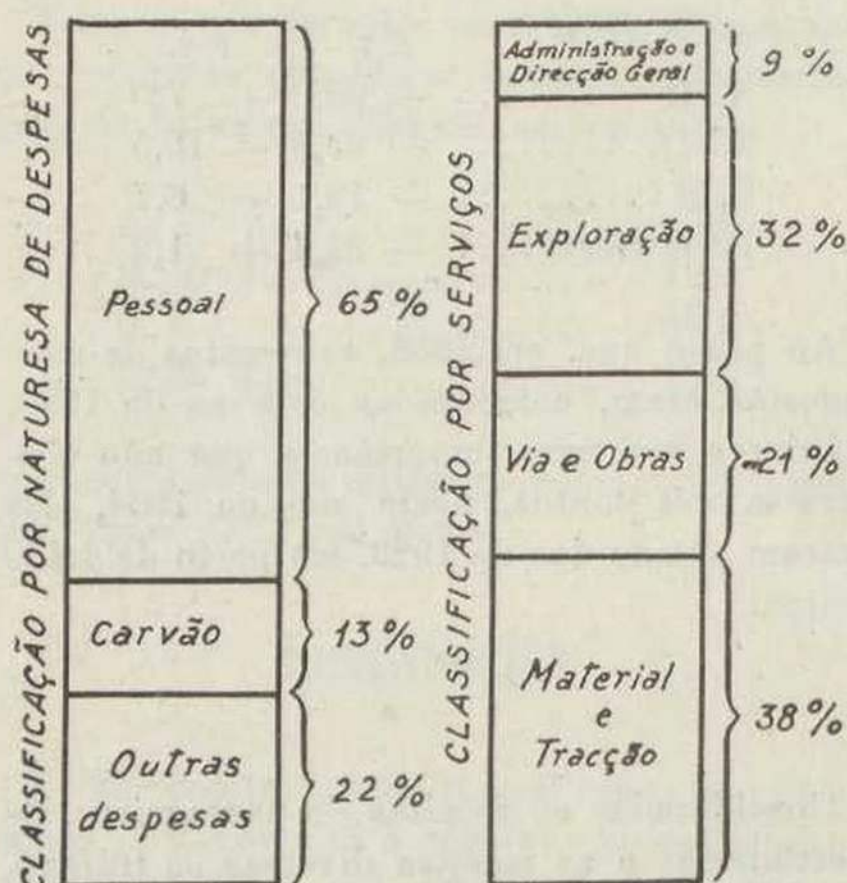 CLASSIFICAÇÃO POR NATURESA DE DESPESAS
Pessoal
65 %
Carvão
13 %
Outras
despesas
22 %
CLASSIFICAÇÃO POR SERVIÇOS
Administração e
Direcção Geral
9 %
Exploração
32 %
Via e Obras
21 %
Material
e
Tracção
38 %